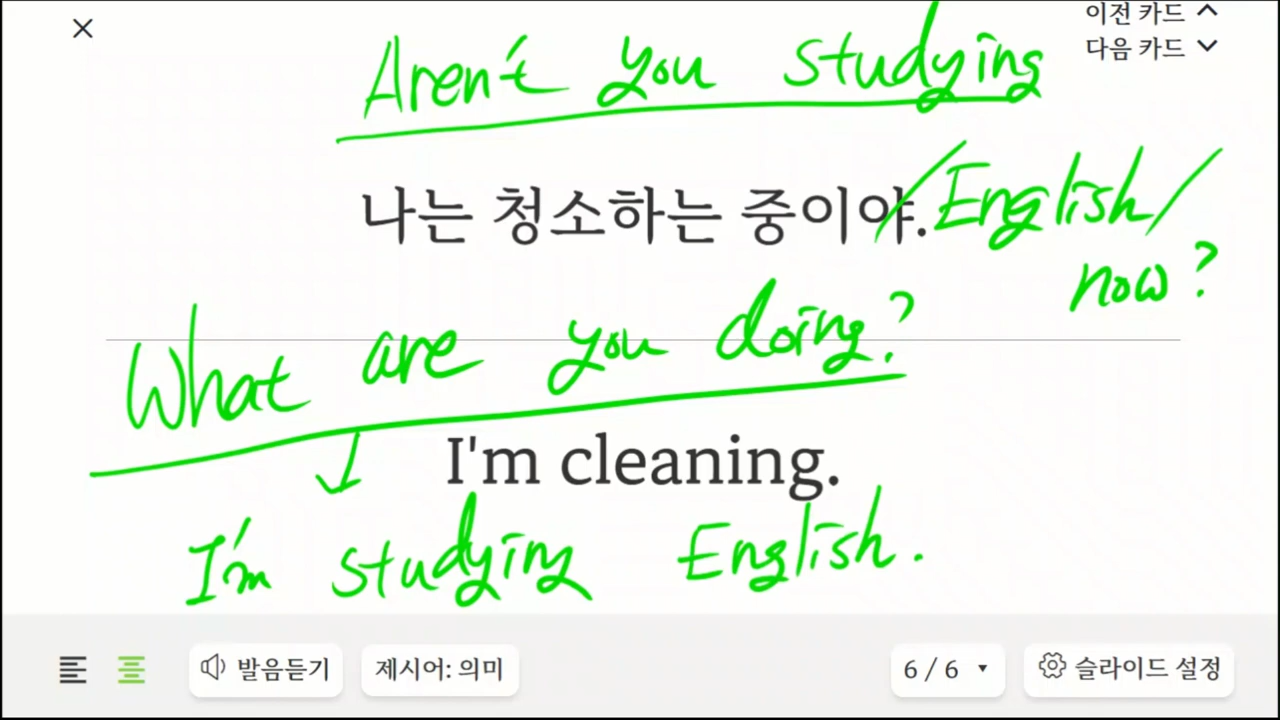 이전 카드
다음 카드
Aren't you studying
나는 청소하는 중이야.
/English/
now?
What are you doing?
I'm cleaning.
I'm studying English.
발음듣기
제시어: 의미
6 / 6
슬라이드 설정